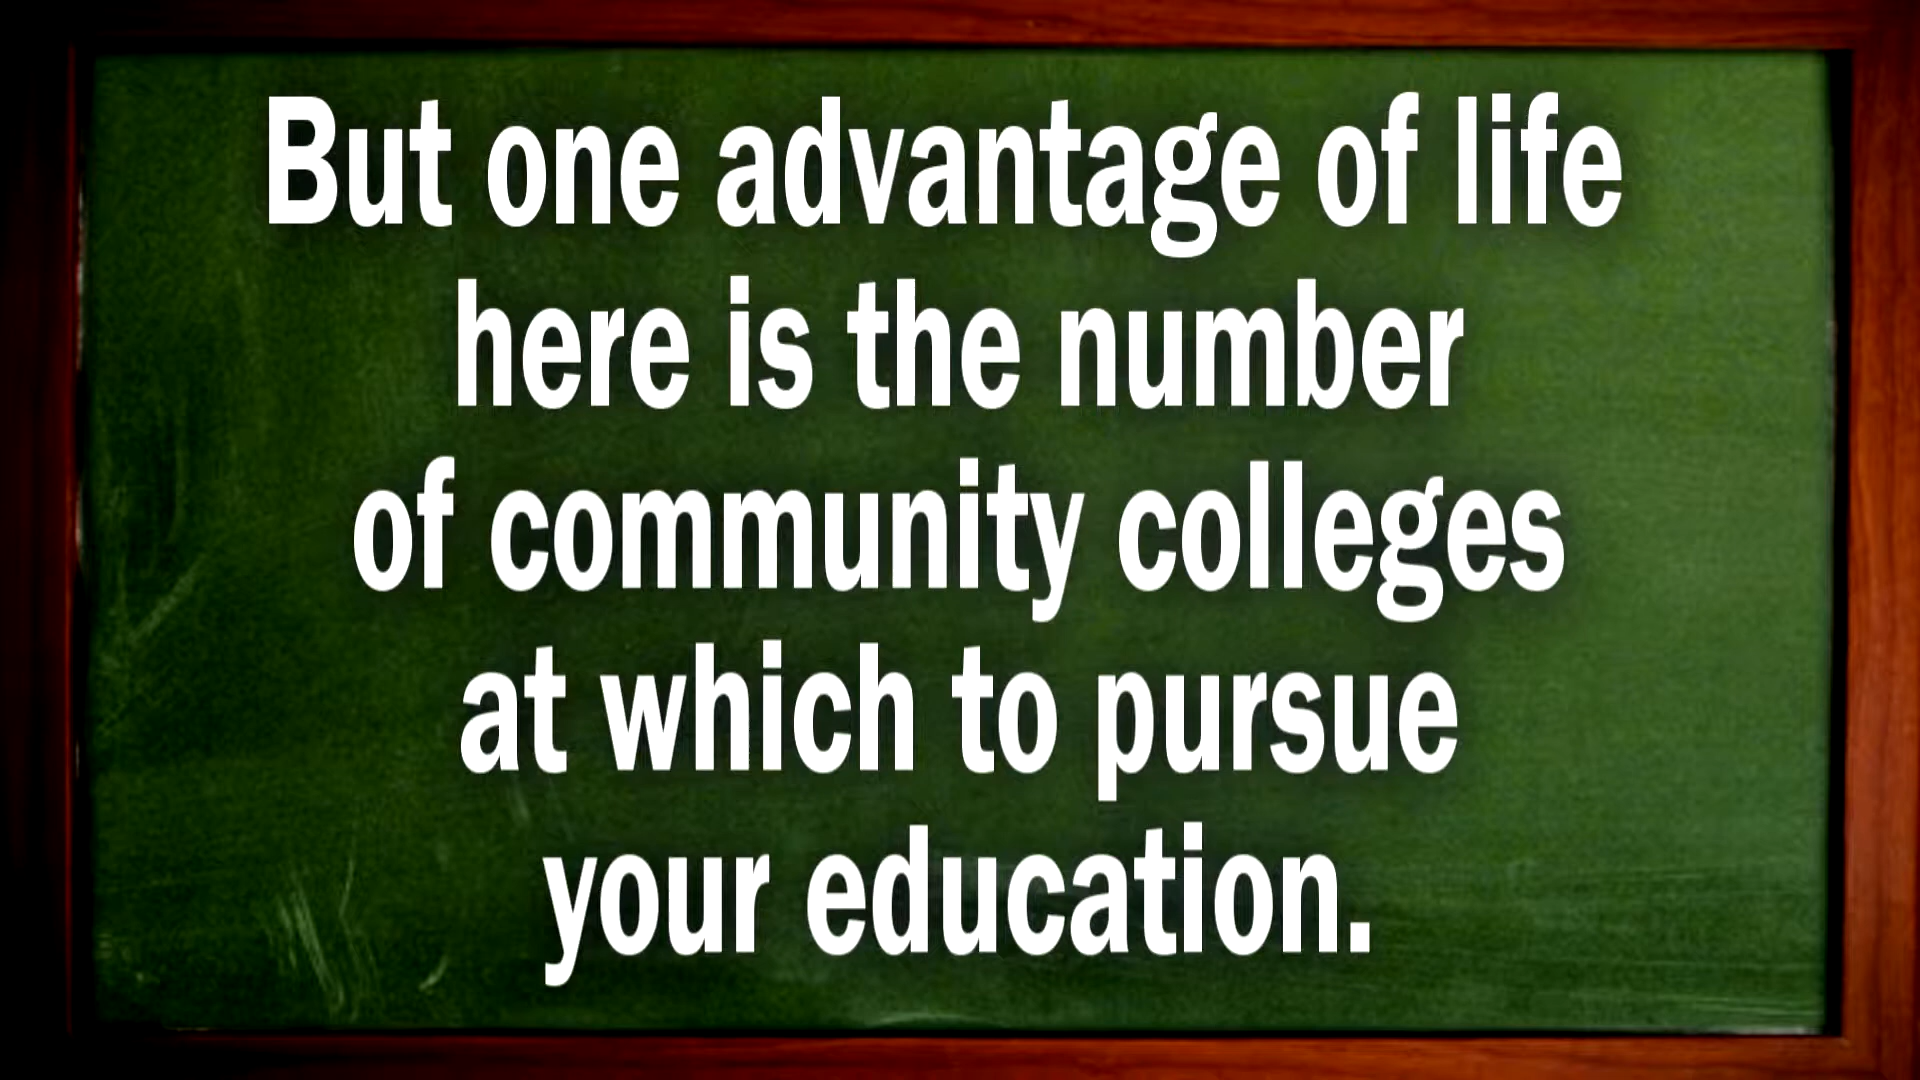 But one advantage of life
here is the number
of community colleges
at which to pursue
your education.